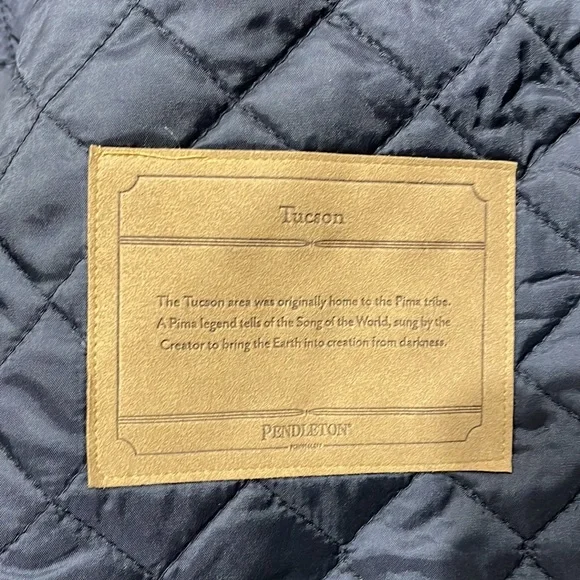 Tucson
The Tucson area was originally home to the Pima tribe.
A Pima legend tells of the Song of the World, sung by the
Creator to bring the Earth into creation from darkness.
PENDLETON®